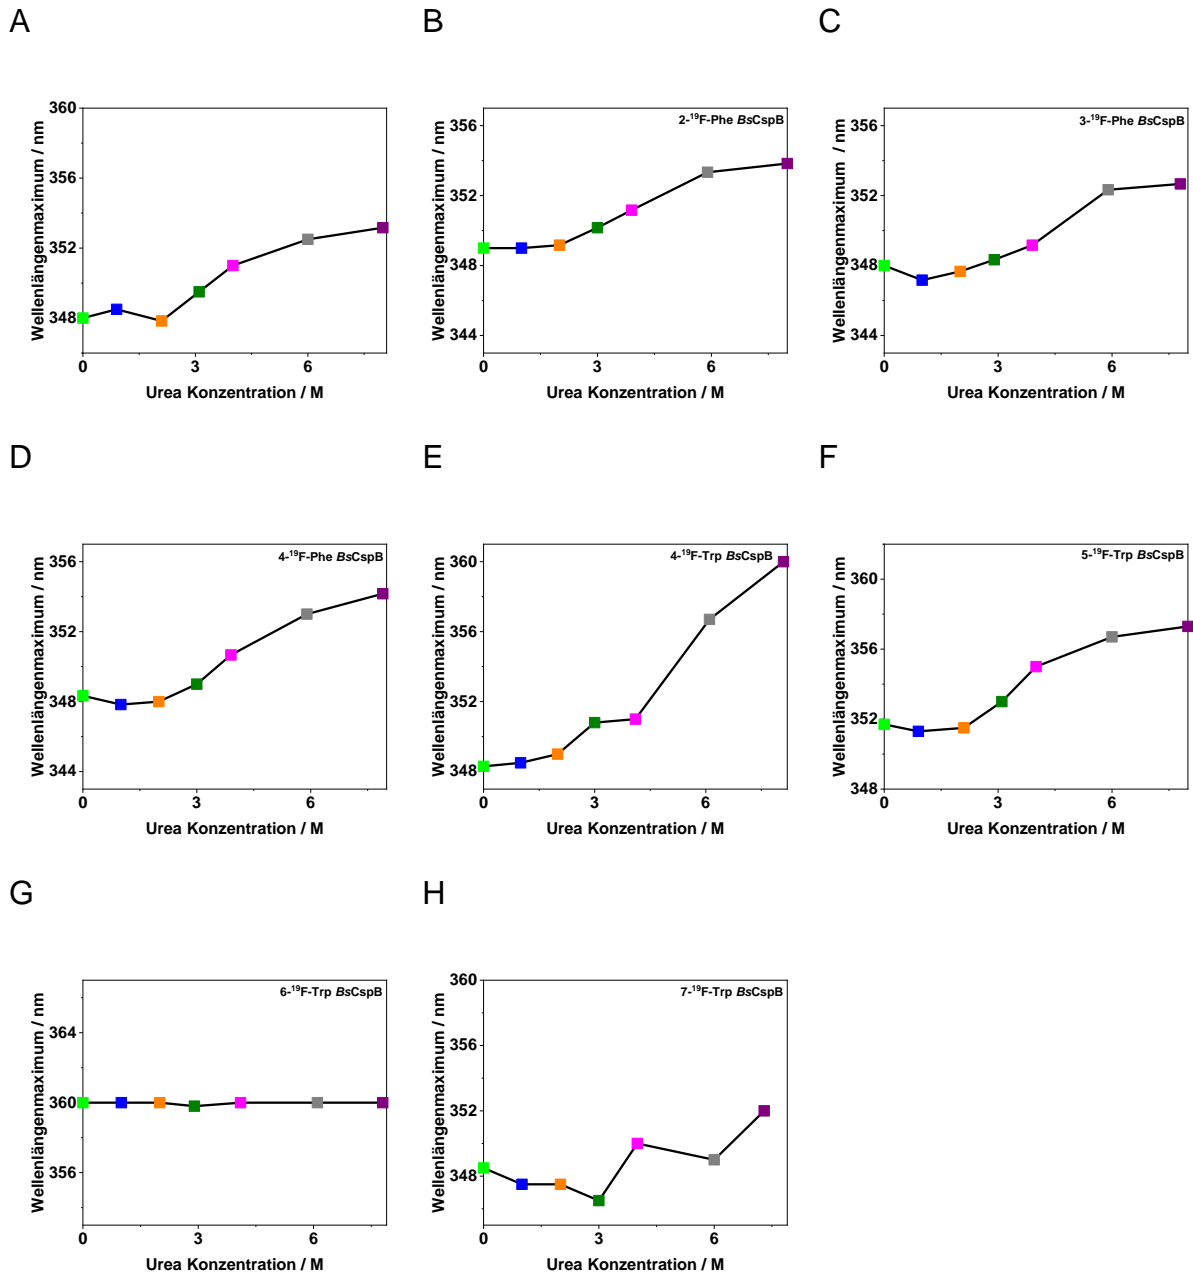 A
B
C
360
356
352
348
0
3
6
Wellenlängenmaximum / nm
Urea Konzentration / M
2-¹⁹F-Phe BsCspB
356
352
348
344
0
3
6
Wellenlängenmaximum / nm
Urea Konzentration / M
3-¹⁹F-Phe BsCspB
356
352
348
344
0
3
6
Wellenlängenmaximum / nm
Urea Konzentration / M
D
E
F
4-¹⁹F-Phe BsCspB
356
352
348
344
0
3
6
Wellenlängenmaximum / nm
Urea Konzentration / M
4-¹⁹F-Trp BsCspB
360
356
352
348
0
3
6
Wellenlängenmaximum / nm
Urea Konzentration / M
5-¹⁹F-Trp BsCspB
360
356
352
348
0
3
6
Wellenlängenmaximum / nm
Urea Konzentration / M
G
H
6-¹⁹F-Trp BsCspB
364
360
356
0
3
6
Wellenlängenmaximum / nm
Urea Konzentration / M
7-¹⁹F-Trp BsCspB
360
356
352
348
0
3
6
Wellenlängenmaximum / nm
Urea Konzentration / M